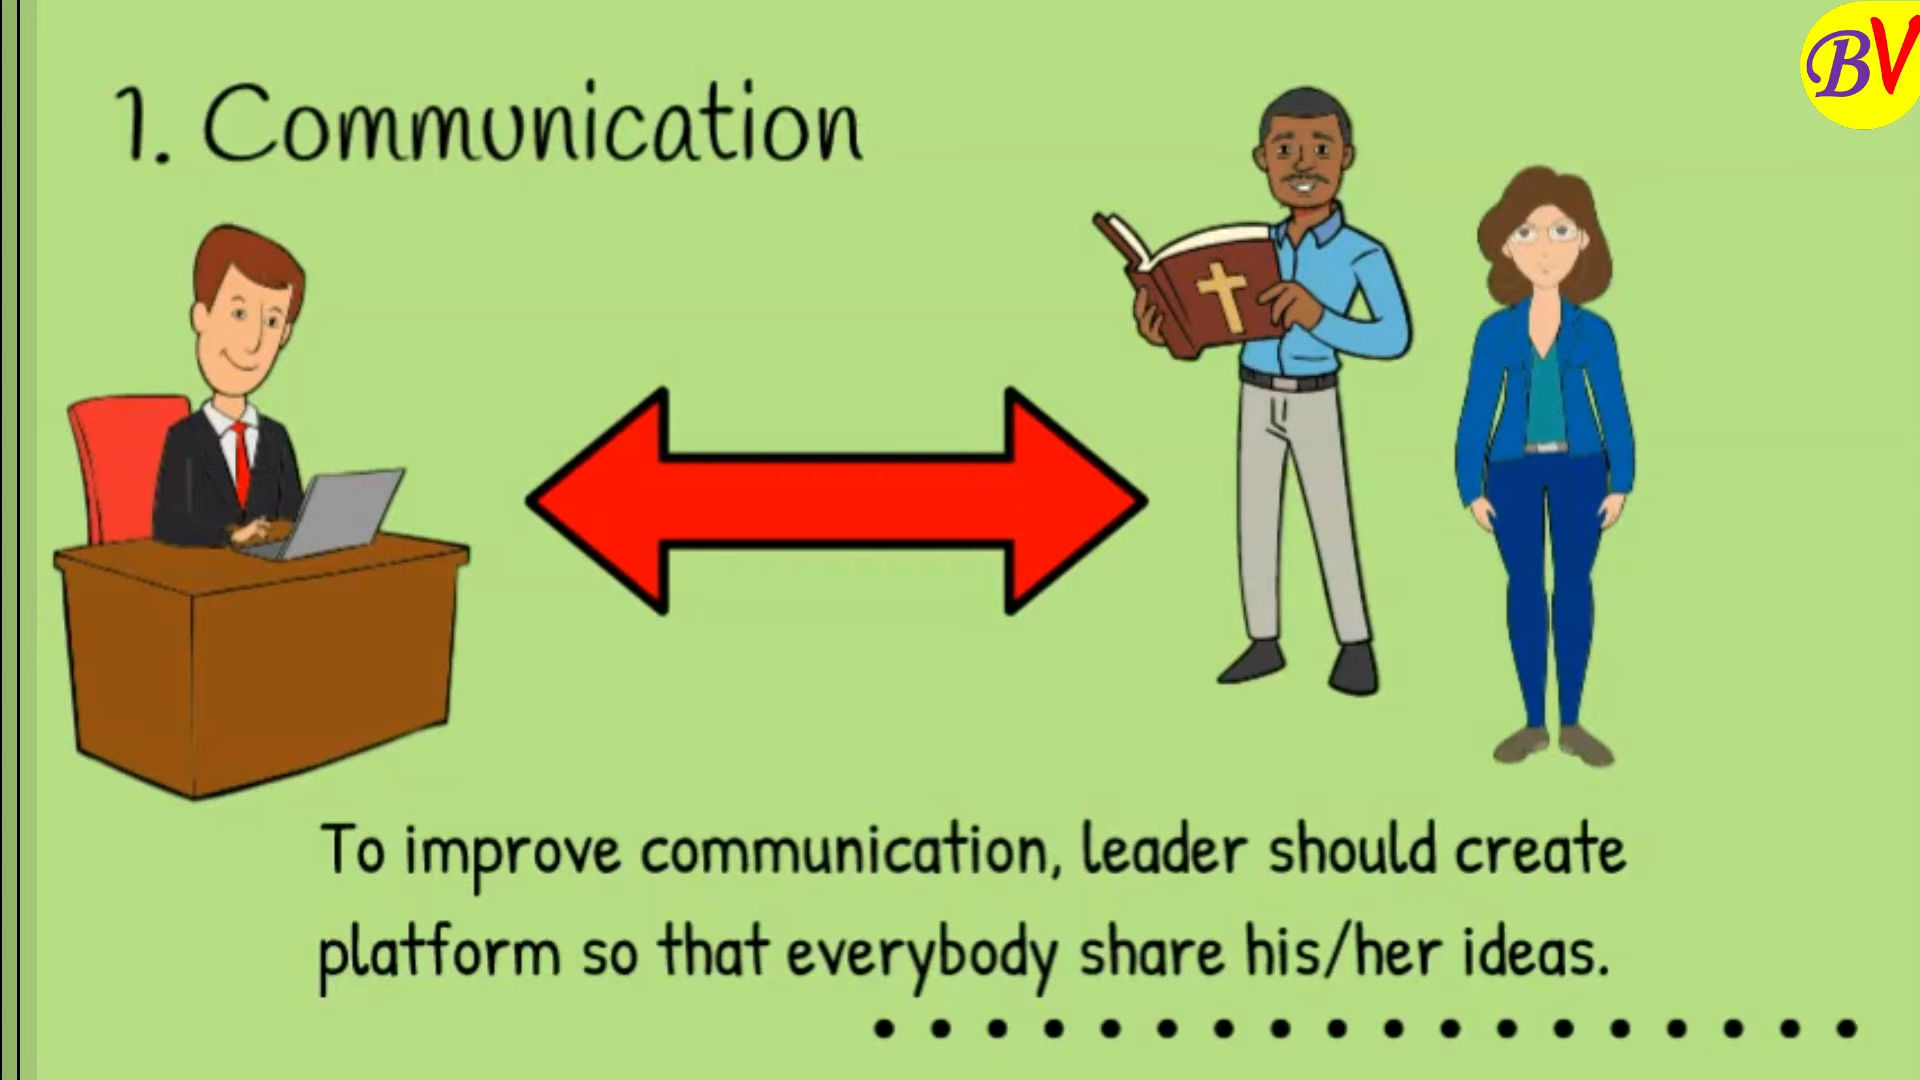 BV
1. Communication
To improve communication, leader should create
platform so that everybody share his/her ideas.